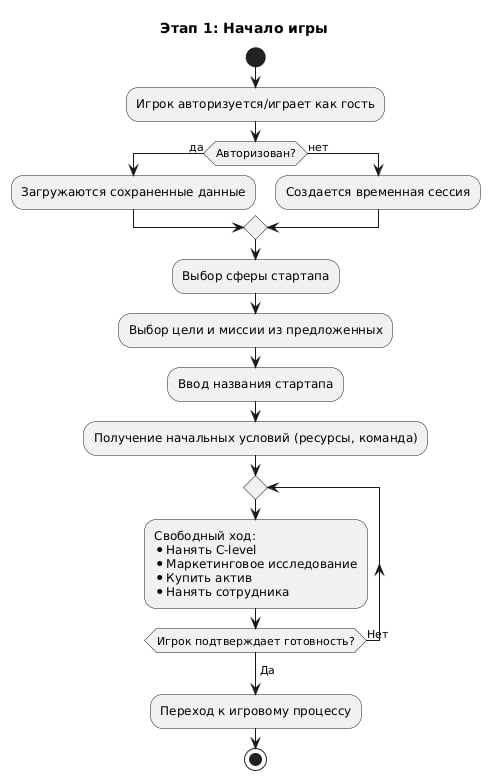 Этап 1: Начало игры
Игрок авторизуется/играет как гость
да
Авторизован?
нет
Загружаются сохраненные данные
Создается временная сессия
Выбор сферы стартапа
Выбор цели и миссии из предложенных
Ввод названия стартапа
Получение начальных условий (ресурсы, команда)
Свободный ход:
• Нанять C-level
• Маркетинговое исследование
• Купить актив
• Нанять сотрудника
Игрок подтверждает готовность?
Нет
Да
Переход к игровому процессу